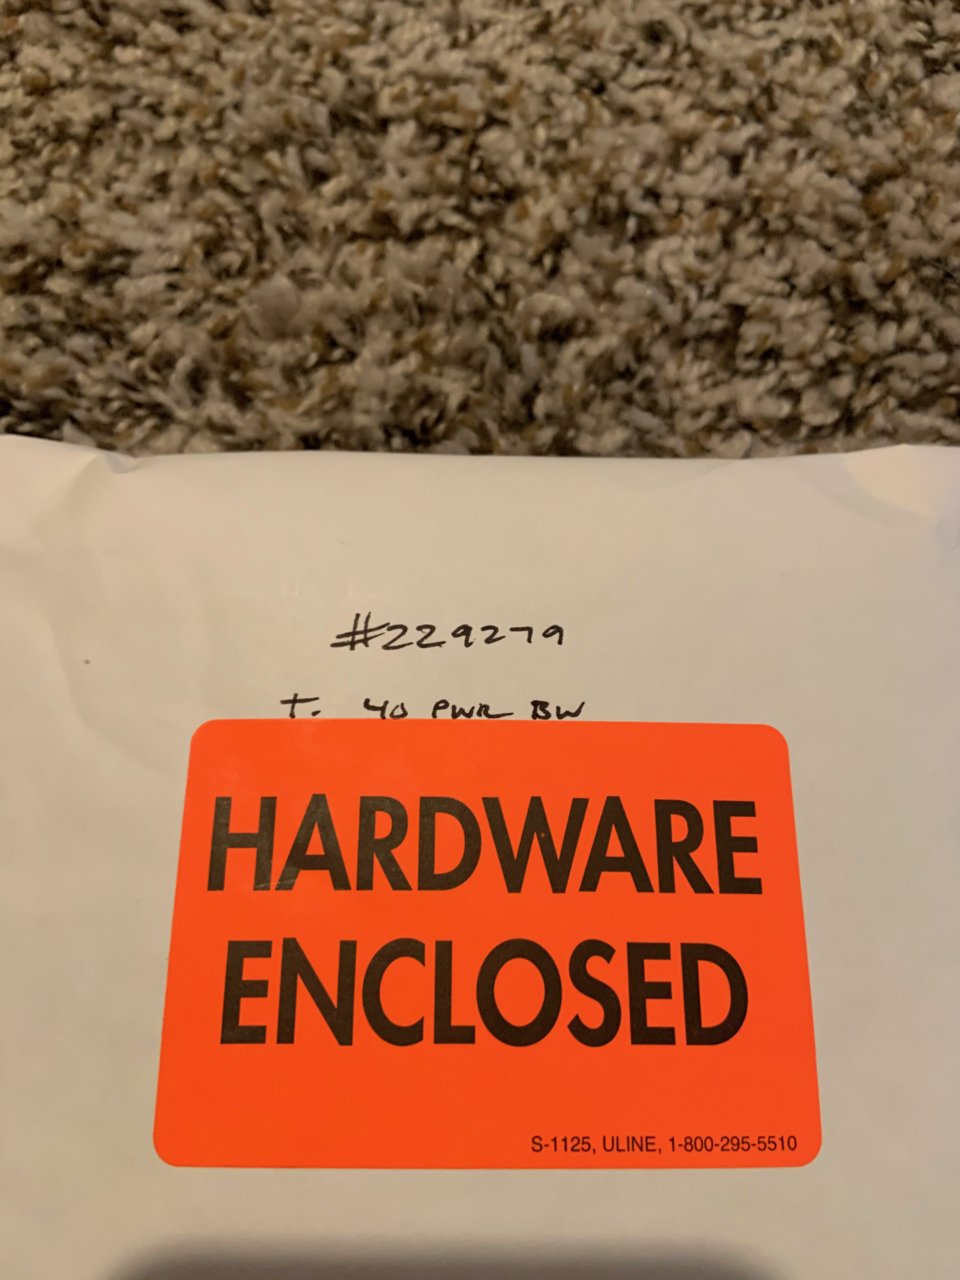 #229279
T. 40 PWR BW
HARDWARE
ENCLOSED
S-1125, ULINE, 1-800-295-5510